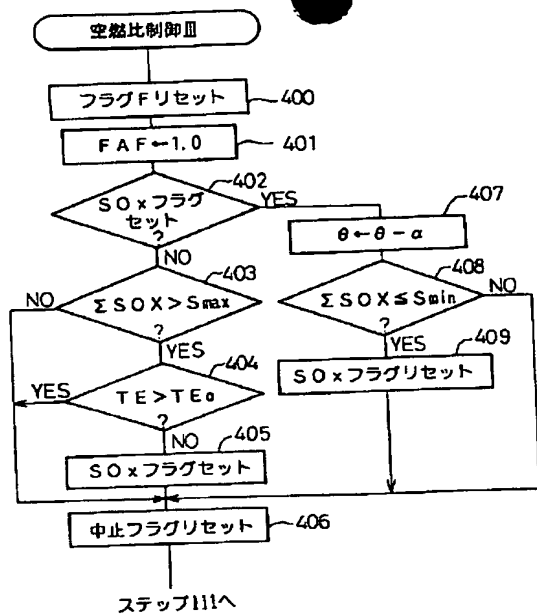 空燃比制御Ⅲ
フラグFリセット
400
FAF←1.0
401
402
SOxフラグ
セット
?
YES
NO
407
θ←θ-α
403
NO
ΣSOX>Smax
?
YES
408
ΣSOX≦Smin
NO
?
YES
404
YES
TE>TEo
?
NO
409
SOxフラグリセット
405
SOxフラグセット
中止フラグリセット
406
ステップ111へ